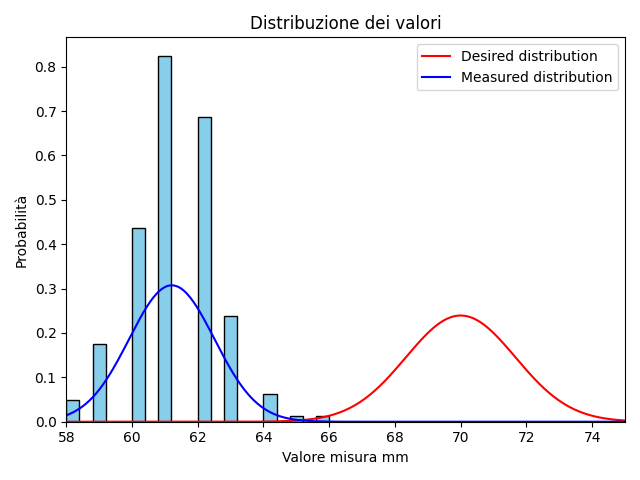 Distribuzione dei valori
Desired distribution
Measured distribution
Probabilità
0.8
0.7
0.6
0.5
0.4
0.3
0.2
0.1
0.0
58 60 62 64 66 68 70 72 74
Valore misura mm